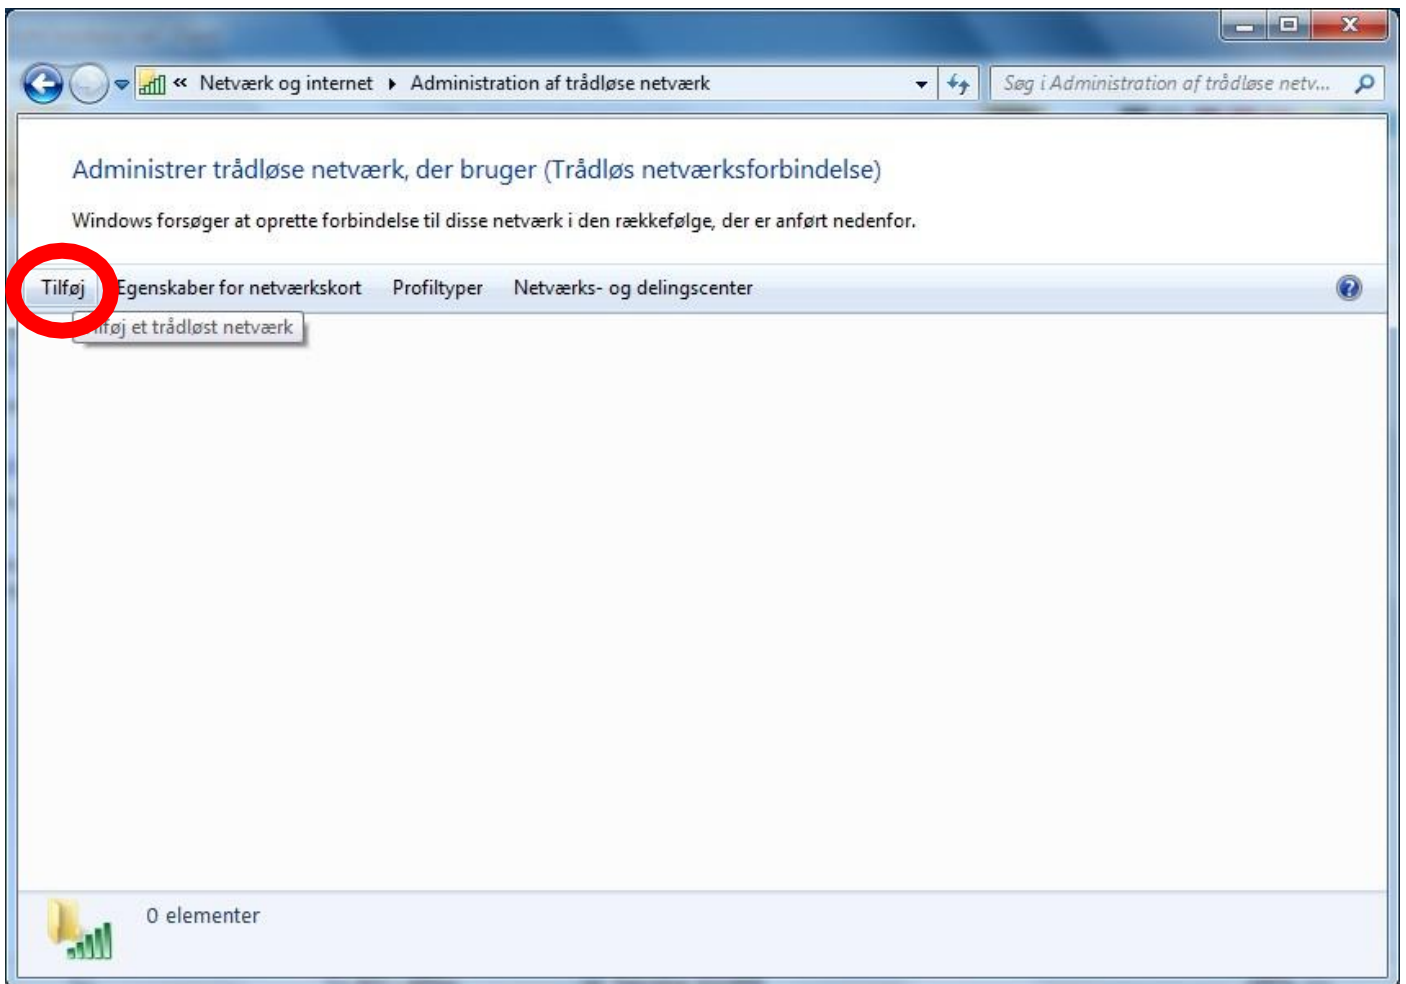 « Netværk og internet ▸ Administration af trådløse netværk
Søg i Administration af trådløse netv...
Administrer trådløse netværk, der bruger (Trådløs netværksforbindelse)
Windows forsøger at oprette forbindelse til disse netværk i den rækkefølge, der er anført nedenfor.
Tilføj Egenskaber for netværkskort Profiltyper Netværks- og delingscenter
Tilføj et trådløst netværk
0 elementer